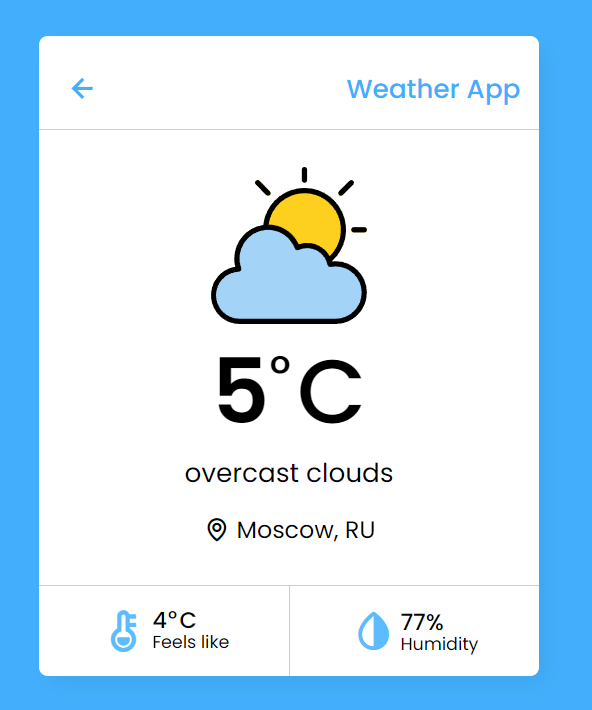 Weather App
5°C
overcast clouds
Moscow, RU
4°C
Feels like
77%
Humidity